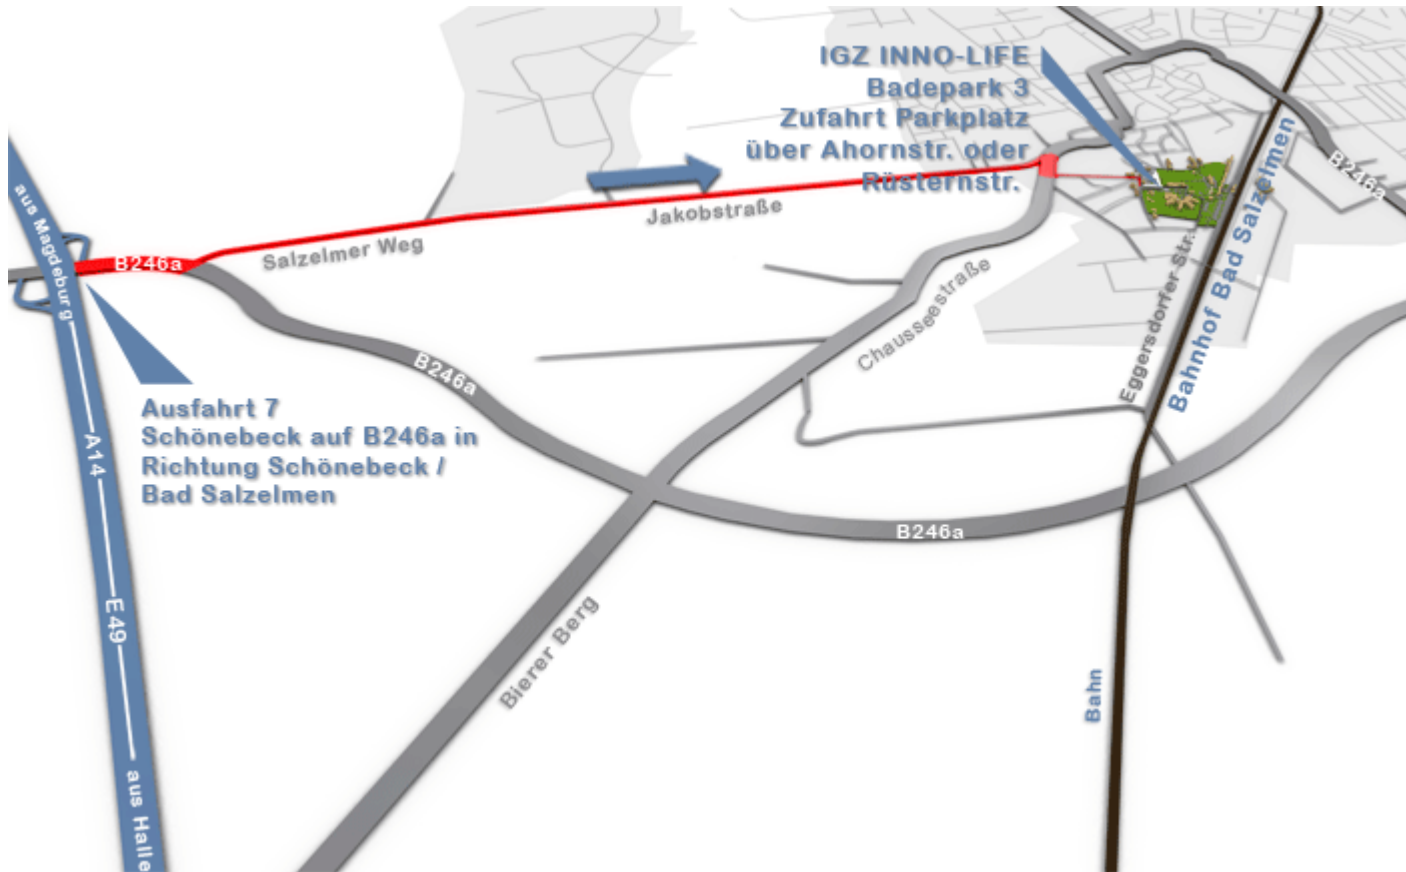 IGZ INNO-LIFE
Badepark 3
Zufahrt Parkplatz
über Ahornstr. oder
Rüsternstr.
B246a
aus Magdeburg
Jakobstraße
Salzelmer Weg
B246a
Bahnhof Bad Salzelmen
Eggersdorfer Str.
Chausseestraße
B246a
Ausfahrt 7
Schönebeck auf B246a in
Richtung Schönebeck /
Bad Salzelmen
A14
B246a
E49
Bierer Berg
Bahn
aus Halle